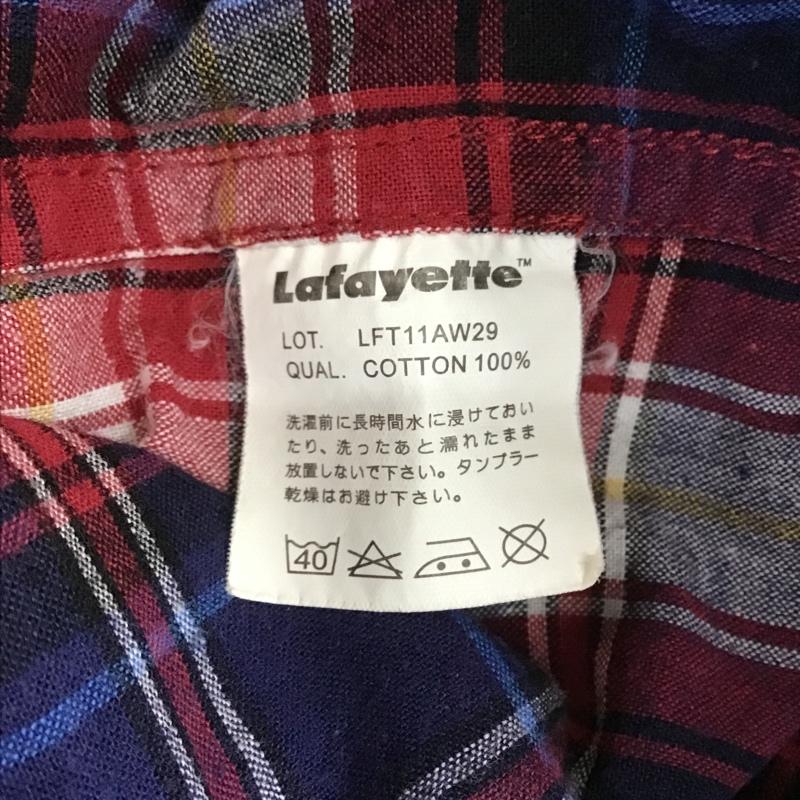 Lafayette™
LOT. LFT11AW29
QUAL. COTTON 100%
洗濯前に長時間水に浸けておい
たり、洗ったあと濡れたまま
放置しないで下さい。タンブラー
乾燥はお避け下さい。
40